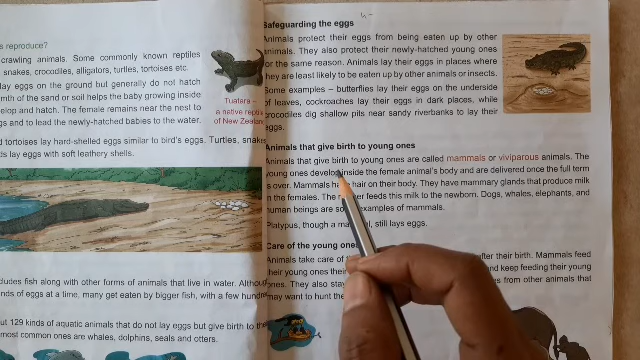 s reproduce?
crawling animals. Some commonly known reptiles
snakes, crocodiles, alligators, turtles, tortoises etc.
lay eggs on the ground but generally do not hatch
mth of the sand or soil helps the baby growing inside
elop and hatch. The female remains near the nest to
gs and to lead the newly-hatched babies to the water.
d tortoises lay hard-shelled eggs similar to bird's eggs. Turtles, snakes
ds lay eggs with soft leathery shells.
Tuatara –
a native reptile
of New Zealand
cludes fish along with other forms of animals that live in water. Although
nds of eggs at a time, many get eaten by bigger fish, with a few hundred
out 129 kinds of aquatic animals that do not lay eggs but give birth to the
most common ones are whales, dolphins, seals and otters.
Safeguarding the eggs
Animals protect their eggs from being eaten up by other
animals. They also protect their newly-hatched young ones
for the same reason. Animals lay their eggs in places where
they are least likely to be eaten up by other animals or insects.
Some examples – butterflies lay their eggs on the underside
of leaves, cockroaches lay their eggs in dark places, while
crocodiles dig shallow pits near sandy riverbanks to lay their
eggs.
Animals that give birth to young ones
Animals that give birth to young ones are called mammals or viviparous animals. The
young ones develop inside the female animal's body and are delivered once the full term
is over. Mammals have hair on their body. They have mammary glands that produce milk
in the females. The mother feeds this milk to the newborn. Dogs, whales, elephants, and
human beings are some examples of mammals.
Platypus, though a mammal, still lays eggs.
Care of the young ones
Animals take care of after their birth. Mammals feed
their young ones their and keep feeding their young
ones. They also stay es from other animals that
may want to hunt the